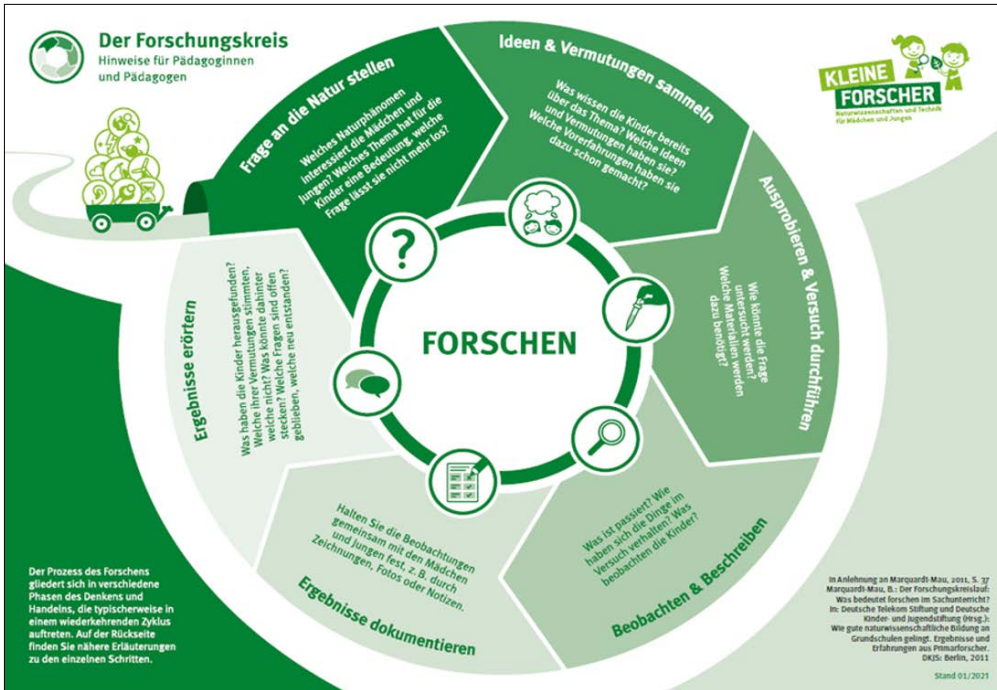 Der Forschungskreis
Hinweise für Pädagoginnen
und Pädagogen
KLEINE
FORSCHER
Naturwissenschaften und Technik
für Mädchen und Jungen
Frage an die Natur stellen
Welches Naturphänomen
interessiert die Mädchen und
Jungen? Welches Thema hat für die
Kinder eine Bedeutung, welche
Frage lässt sie nicht mehr los?
Ideen & Vermutungen sammeln
Was wissen die Kinder bereits
über das Thema? Welche Ideen
und Vermutungen haben sie?
Welche Vorerfahrungen haben sie
dazu schon gemacht?
Ausprobieren & Versuch durchführen
Wie könnte die Frage
untersucht werden?
Welche Materialien werden
dazu benötigt?
Beobachten & Beschreiben
Was ist passiert? Wie
haben sich die Dinge im
Versuch verhalten? Was
beobachten die Kinder?
Ergebnisse dokumentieren
Halten Sie die Beobachtungen
gemeinsam mit den Mädchen
und Jungen fest, z. B. durch
Zeichnungen, Fotos oder Notizen.
Ergebnisse erörtern
Was haben die Kinder herausgefunden?
Welche ihrer Vermutungen stimmten,
welche nicht? Was könnte dahinter
stecken? Welche Fragen sind offen
geblieben, welche neu entstanden?
?
FORSCHEN
Der Prozess des Forschens
gliedert sich in verschiedene
Phasen des Denkens und
Handelns, die typischerweise in
einem wiederkehrenden Zyklus
auftreten. Auf der Rückseite
finden Sie nähere Erläuterungen
zu den einzelnen Schritten.
In Anlehnung an Marquardt-Mau, 2011, S. 37
Marquardt-Mau, B.: Der Forschungskreislauf:
Was bedeutet forschen im Sachunterricht?
In: Deutsche Telekom Stiftung und Deutsche
Kinder- und Jugendstiftung (Hrsg.):
Wie gute naturwissenschaftliche Bildung an
Grundschulen gelingt. Ergebnisse und
Erfahrungen aus Primarforscher.
DKJS: Berlin, 2011
Stand 01/2021